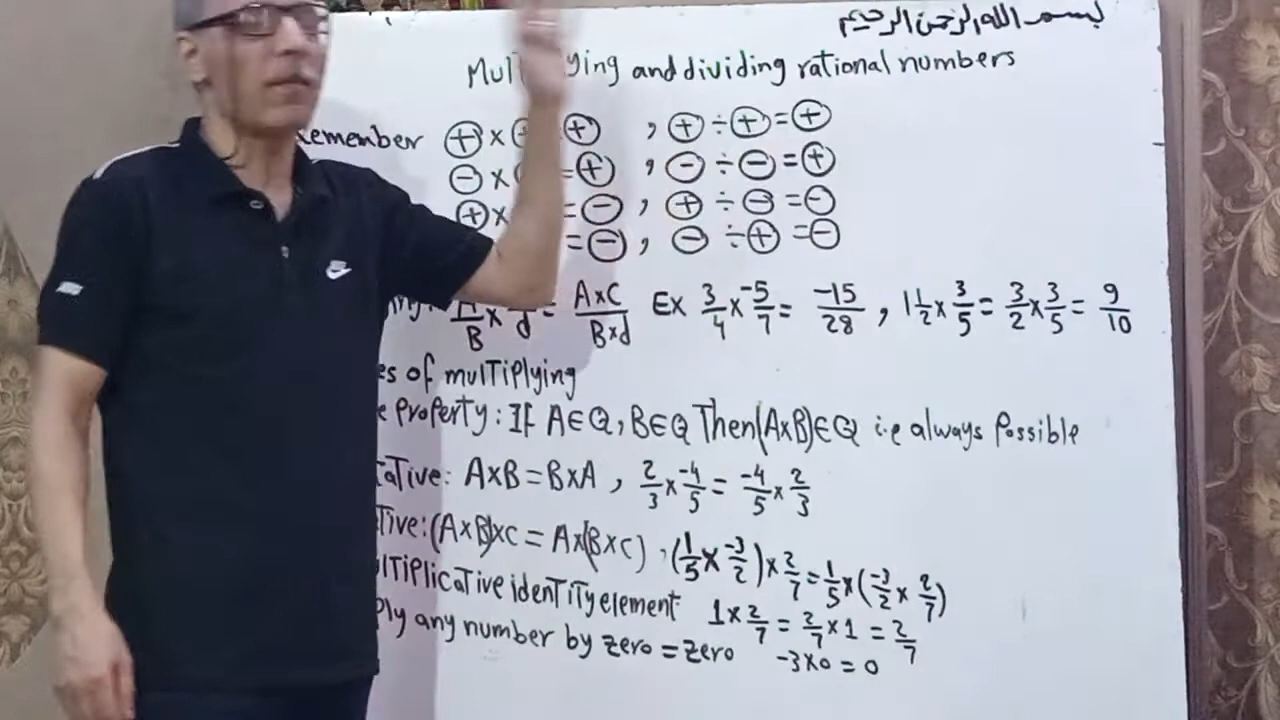 بسم الله الرحمن الرحيم
Mul ying and dividing rational numbers
Remember ⊕ × ⊕ , ⊕ ÷ ⊕ = ⊕
⊖ × = ⊕ , ⊖ ÷ ⊖ = ⊕
⊕ × = ⊖ , ⊕ ÷ ⊖ = ⊖
= ⊖ , ⊖ ÷ ⊕ = ⊖
A/B × /d = A×C/B×d EX 3/4 × -5/7 = -15/28 , 1 1/2 × 3/5 = 3/2 × 3/5 = 9/10
es of multiplying
e Property: If A∈Q, B∈Q Then (A×B)∈Q i.e always Possible
ative: A×B = B×A , 2/3 × -4/5 = -4/5 × 2/3
tive: (A×B)×C = A×(B×C) , (1/5 × -3/2) × 2/7 = 1/5 × (-3/2 × 2/7)
ltiplicative identity element 1 × 2/7 = 2/7 × 1 = 2/7
ply any number by zero = zero -3×0 = 0